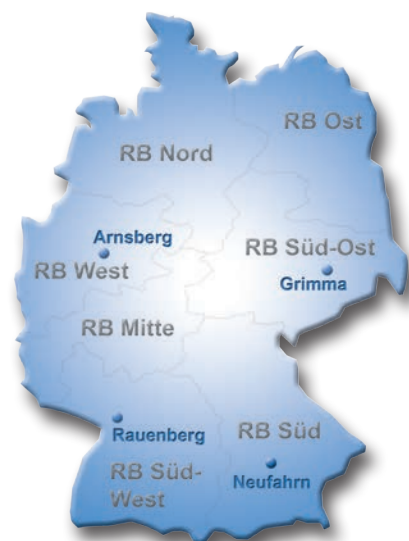 RB Ost
RB Nord
Arnsberg
RB West
RB Süd-Ost
Grimma
RB Mitte
Rauenberg
RB Süd
RB Süd-
West
Neufahrn